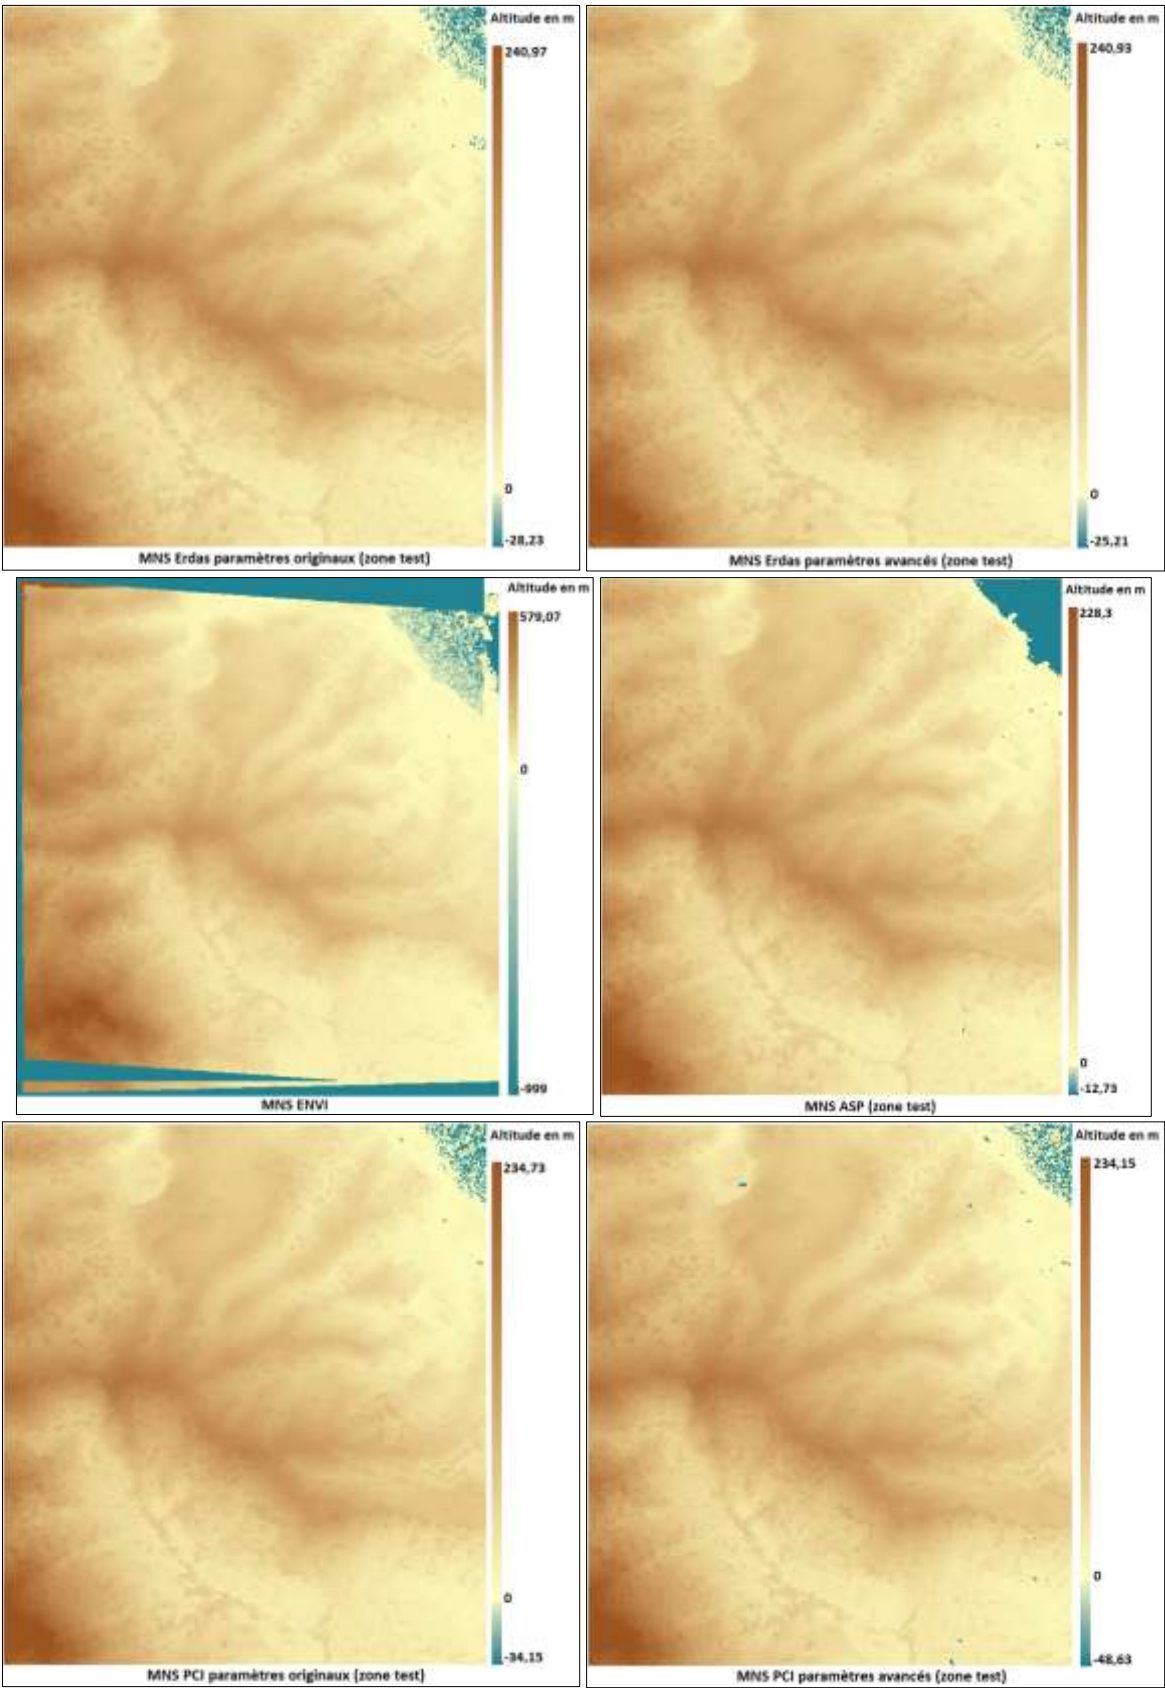 Altitude en m
240,97
0
-28,23
MNS Erdas paramètres originaux (zone test)
Altitude en m
240,93
0
-25,21
MNS Erdas paramètres avancés (zone test)
Altitude en m
579,07
0
-999
MNS ENVI
Altitude en m
228,3
0
-12,73
MNS ASP (zone test)
Altitude en m
234,73
0
-34,15
MNS PCI paramètres originaux (zone test)
Altitude en m
234,15
0
-48,63
MNS PCI paramètres avancés (zone test)